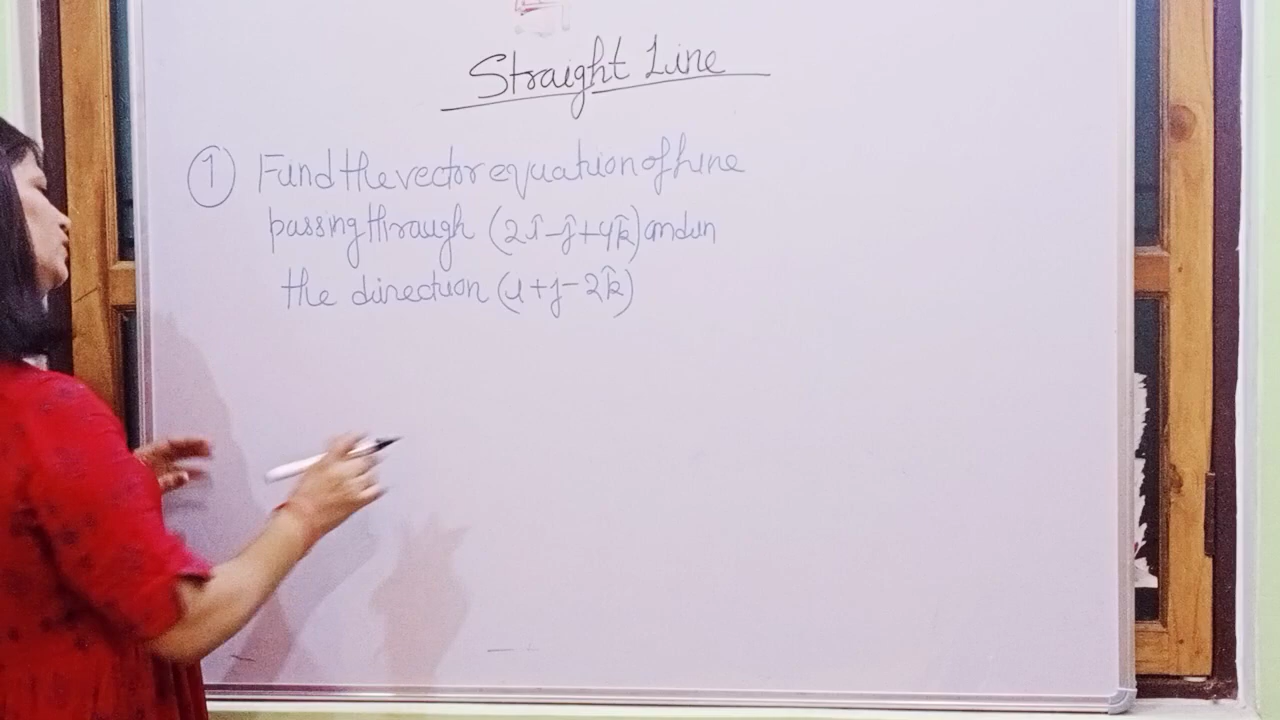 Straight Line
① Find the vector equation of line
passing through (2î-ĵ+4k̂) and in
the direction (i+j-2k̂)